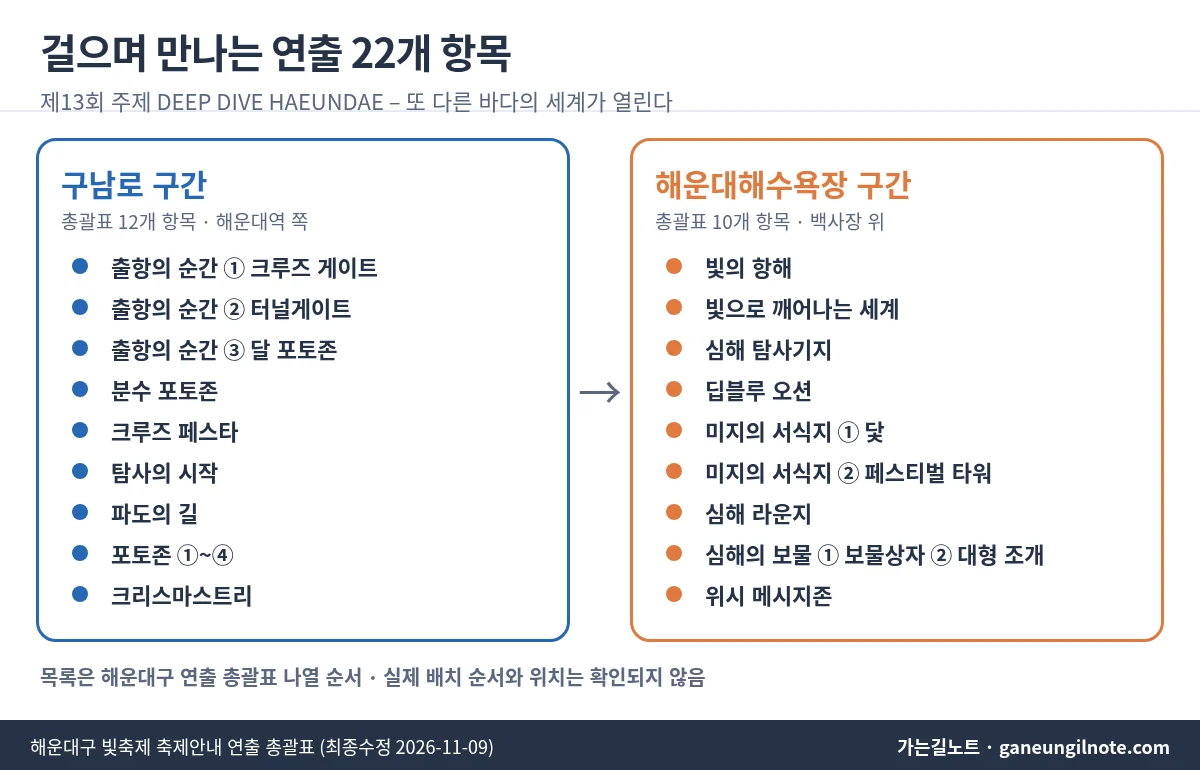 걸으며 만나는 연출 22개 항목
제13회 주제 DEEP DIVE HAEUNDAE – 또 다른 바다의 세계가 열린다
구남로 구간
총괄표 12개 항목 · 해운대역 쪽
출항의 순간 ① 크루즈 게이트
출항의 순간 ② 터널게이트
출항의 순간 ③ 달 포토존
분수 포토존
크루즈 페스타
탐사의 시작
파도의 길
포토존 ①~④
크리스마스트리
→
해운대해수욕장 구간
총괄표 10개 항목 · 백사장 위
빛의 항해
빛으로 깨어나는 세계
심해 탐사기지
딥블루 오션
미지의 서식지 ① 닻
미지의 서식지 ② 페스티벌 타워
심해 라운지
심해의 보물 ① 보물상자 ② 대형 조개
위시 메시지존
목록은 해운대구 연출 총괄표 나열 순서 · 실제 배치 순서와 위치는 확인되지 않음
해운대구 빛축제 축제안내 연출 총괄표 (최종수정 2026-11-09)
가는길노트 · ganeungilnote.com